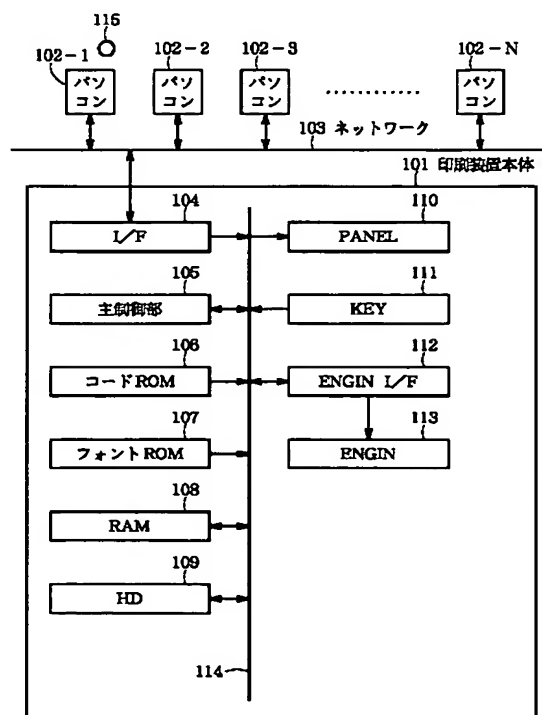 115
102-1 102-2 102-3 102-N
パソコン パソコン パソコン ............ パソコン
103 ネットワーク
101 印刷装置本体
104 110
I/F PANEL
105 111
主制御部 KEY
106 112
コードROM ENGIN I/F
107 113
フォントROM ENGIN
108
RAM
109
HD
114